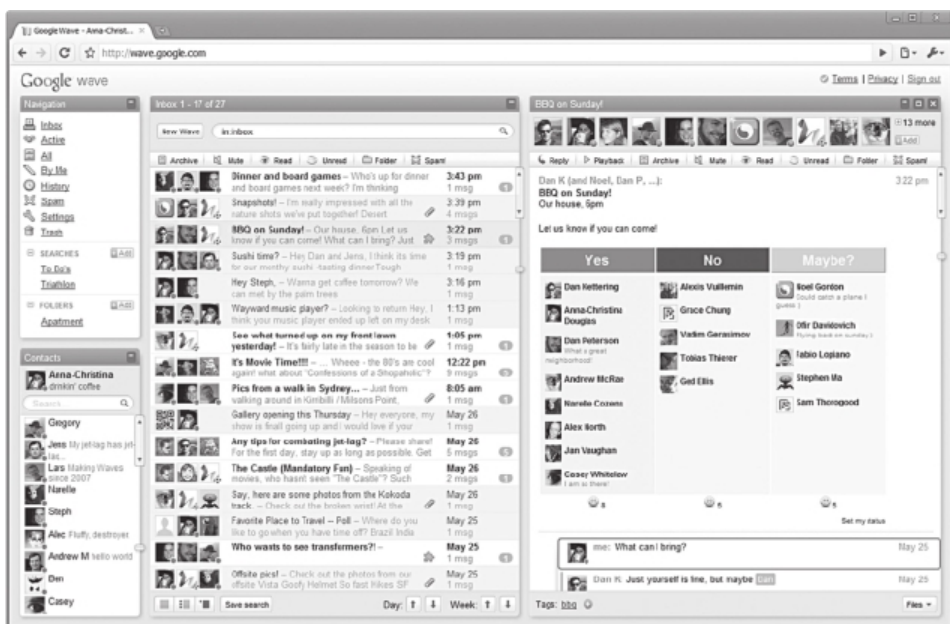 Google Wave - Anna-Christ...
http://wave.google.com
Google wave
Terms | Privacy | Sign out
Navigation
Inbox
Active
All
By Me
History
Spam
Settings
Trash
SEARCHES
Add
To Do's
Triathlon
FOLDERS
Add
Apatment
Contacts
Anna-Christina
drinkin' coffee
Search
Gregory
Jens My jet-lag has jet-
lag...
Lars Making Waves
since 2007
Narelle
Steph
Alec Fluffy, destroyer
Andrew M hello world
Dan
Casey
Inbox 1 - 17 of 27
New Wave
in:inbox
Archive | Mute | Read | Unread | Folder | Spam!
Dinner and board games – Who's up for dinner 3:43 pm
and board games next week? I'm thinking 1 msg
Snapshots! – I'm really impressed with all the 3:39 pm
nature shots we've put together! Desert 4 msgs
BBQ on Sunday! – Our house, 6pm Let us 3:22 pm
know if you can come! What can I bring? Just 3 msgs
Sushi time? – Hey Dan and Jens, I think its time 3:19 pm
for our monthy sushi-tasting dinner Tough 1 msg
Hey Steph, – Wanna get coffee tomorrow? We 3:16 pm
can met by the palm trees 1 msg
Wayward music player? – Looking to return Hey, I 1:13 pm
think your music player ended up left on my desk 1 msg
See what turned up on my front lawn 1:05 pm
yesterday! – It's fairly late in the season to be 1 msg
It's Movie Time!!!! – ... Wheeee - the 80's are cool 12:22 pm
again! what about "Confessions of a Shopaholic"? 9 msgs
Pics from a walk in Sydney... – Just from 8:05 am
walking around in Kirribilli / Milsons Point, 1 msg
Gallery opening this Thursday – Hey everyone, my May 26
show is finall going up and i would live if you 1 msg
Any tips for combating jet-lag? – Please share! May 26
For the first day, stay up as long as possible. Get 5 msgs
The Castle (Mandatory Fun) – Speaking of May 26
movies, who hasnt seen "The Castle"? Such 2 msgs
Say, here are some photos from the Kokoda May 26
track. – Check out the broken wrist! At the 1 msg
Favorite Place to Travel -- Poll – Where do you May 25
like to go when you have time off? Brazil India 1 msg
Who wants to see transformers?! – May 25
1 msg
Offsite pics! – Check out the photos from our May 25
offsite Vista Goofy Helmet So fast hikes SF 1 msg
Save search
Day:
Week:
BBQ on Sunday!
+13 more
Add
Reply | Playback | Archive | Mute | Read | Unread | Folder | Spam!
Dan K (and Noel, Dan P, ...): 3:22 pm
BBQ on Sunday!
Our house, 6pm
Let us know if you can come!
Yes
No
Maybe?
Dan Kettering
Anna-Christina
Douglas
Dan Peterson
What a great
neighborhood!
Andrew McRae
Narelle Cozens
Alex North
Jan Vaughan
Casey Whitelaw
I am so there!
8
Alexis Vuillemin
Grace Chung
Vadim Gerasimov
Tobias Thierer
Ged Ellis
5
Noel Gordon
Could catch a plane I
guess :)
Ofir Davidovich
Flying back on sunday:)
Fabio Lopiano
Stephen Ma
Sam Thorogood
5
Set my status
me: What can I bring? May 25
Dan K Just yourself is fine, but maybe Dan May 25
Tags: bbq
Files